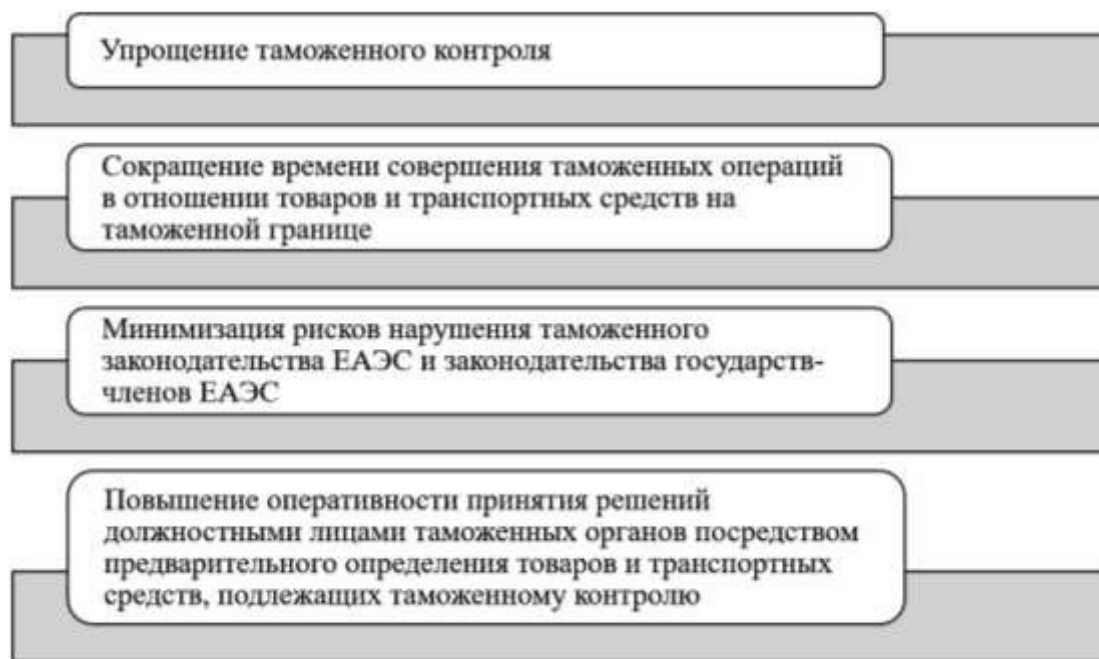 Упрощение таможенного контроля
Сокращение времени совершения таможенных операций
в отношении товаров и транспортных средств на
таможенной границе
Минимизация рисков нарушения таможенного
законодательства ЕАЭС и законодательства государств-
членов ЕАЭС
Повышение оперативности принятия решений
должностными лицами таможенных органов посредством
предварительного определения товаров и транспортных
средств, подлежащих таможенному контролю